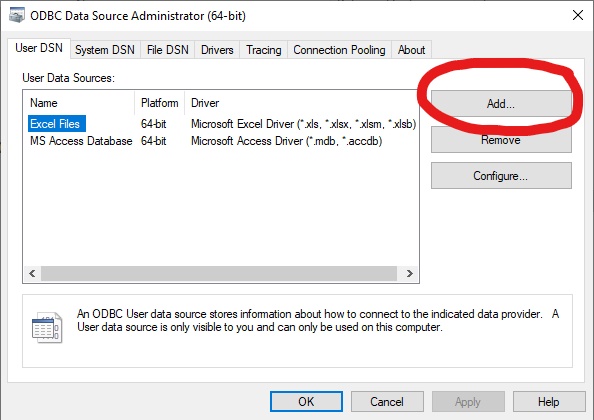 ODBC Data Source Administrator (64-bit)
User DSN System DSN File DSN Drivers Tracing Connection Pooling About
User Data Sources:
Name Platform Driver
Excel Files 64-bit Microsoft Excel Driver (*.xls, *.xlsx, *.xlsm, *.xlsb)
MS Access Database 64-bit Microsoft Access Driver (*.mdb, *.accdb)
Add...
Remove
Configure...
An ODBC User data source stores information about how to connect to the indicated data provider. A
User data source is only visible to you and can only be used on this computer.
OK Cancel Apply Help